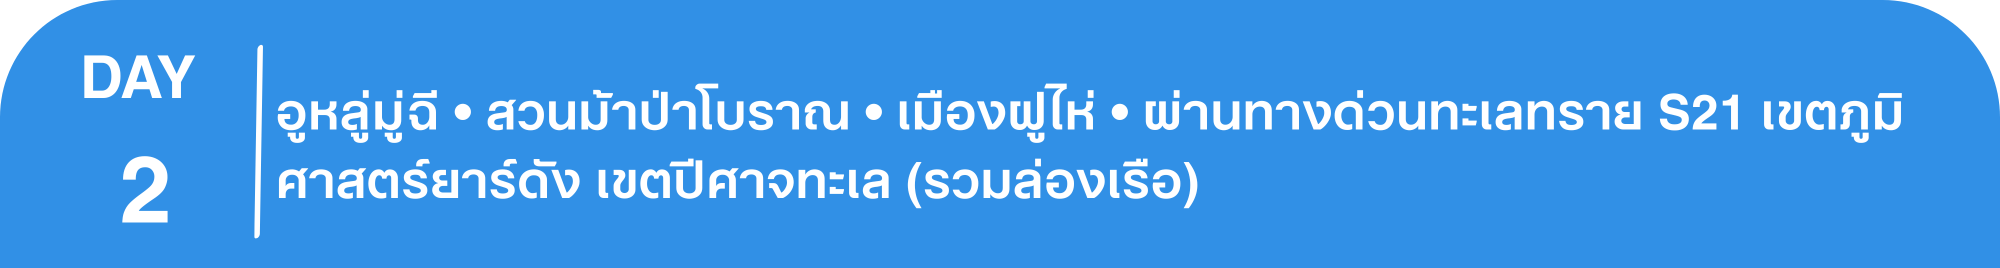 DAY
2
อูหลู่มู่ฉี • สวนม้าป่าโบราณ • เมืองฝูไห่ • ผ่านทางด่วนทะเลทราย S21 เขตภูมิ
ศาสตร์ยาร์ดัง เขตปีศาจทะเล (รวมล่องเรือ)